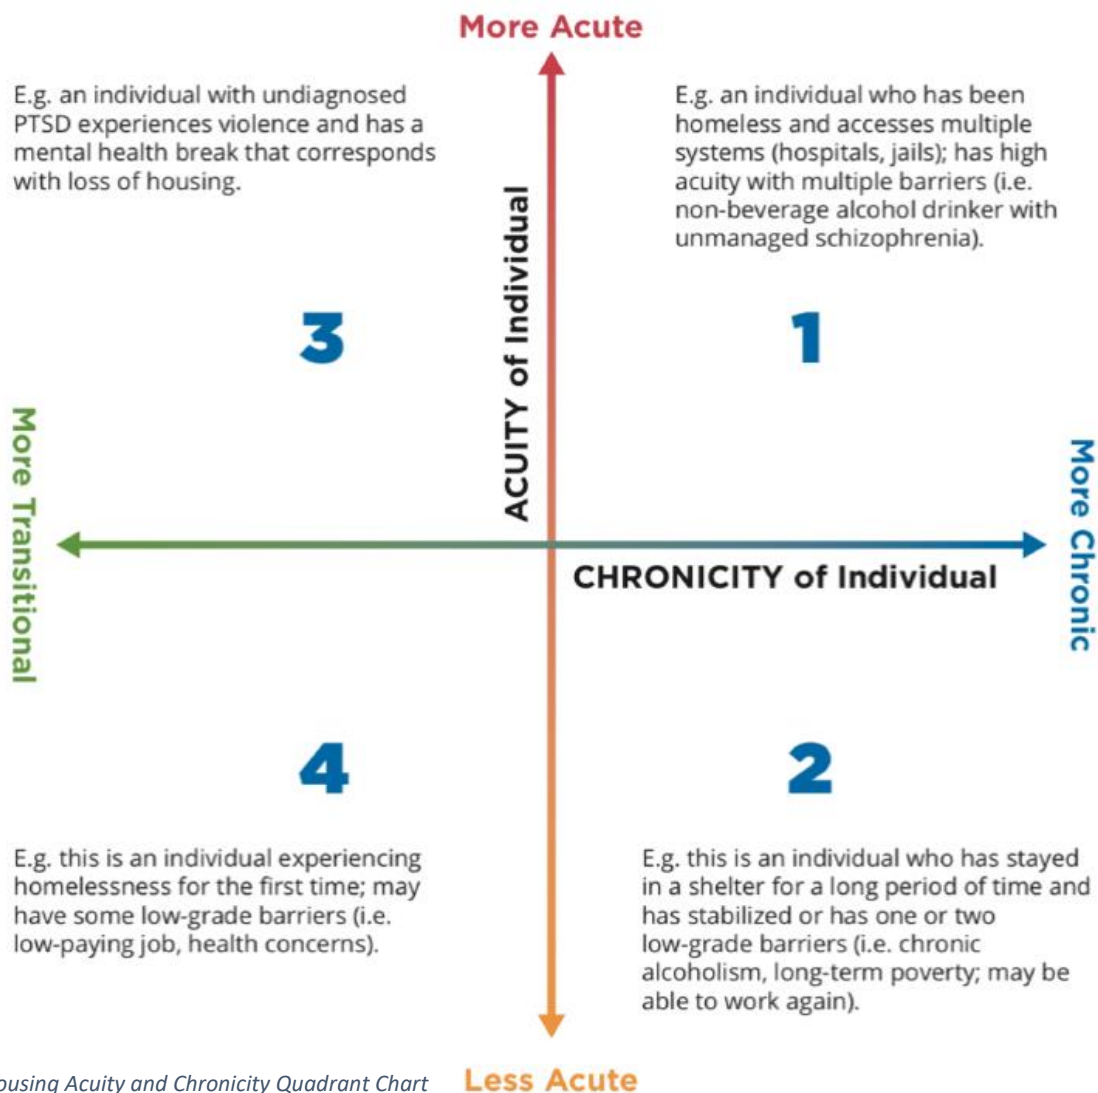 More Acute
E.g. an individual with undiagnosed
PTSD experiences violence and has a
mental health break that corresponds
with loss of housing.
E.g. an individual who has been
homeless and accesses multiple
systems (hospitals, jails); has high
acuity with multiple barriers (i.e.
non-beverage alcohol drinker with
unmanaged schizophrenia).
3
ACUITY of Individual
1
More Transitional
More Chronic
CHRONICITY of Individual
4
2
E.g. this is an individual experiencing
homelessness for the first time; may
have some low-grade barriers (i.e.
low-paying job, health concerns).
E.g. this is an individual who has stayed
in a shelter for a long period of time and
has stabilized or has one or two
low-grade barriers (i.e. chronic
alcoholism, long-term poverty; may be
able to work again).
ousing Acuity and Chronicity Quadrant Chart
Less Acute